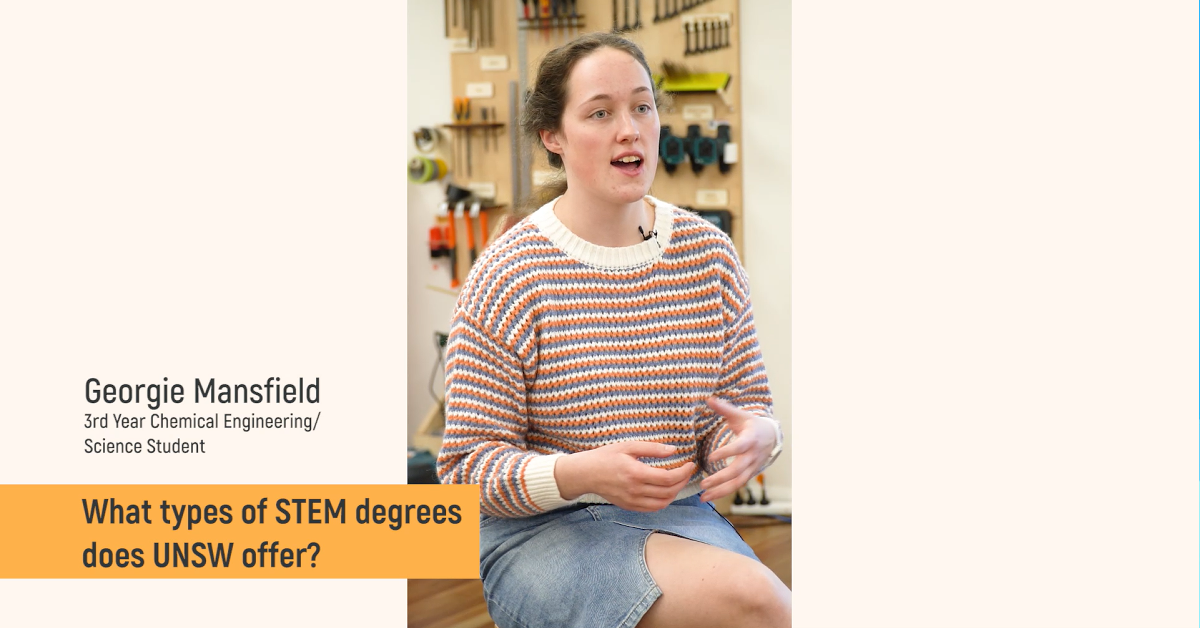 Georgie Mansfield
3rd Year Chemical Engineering/
Science Student
What types of STEM degrees
does UNSW offer?